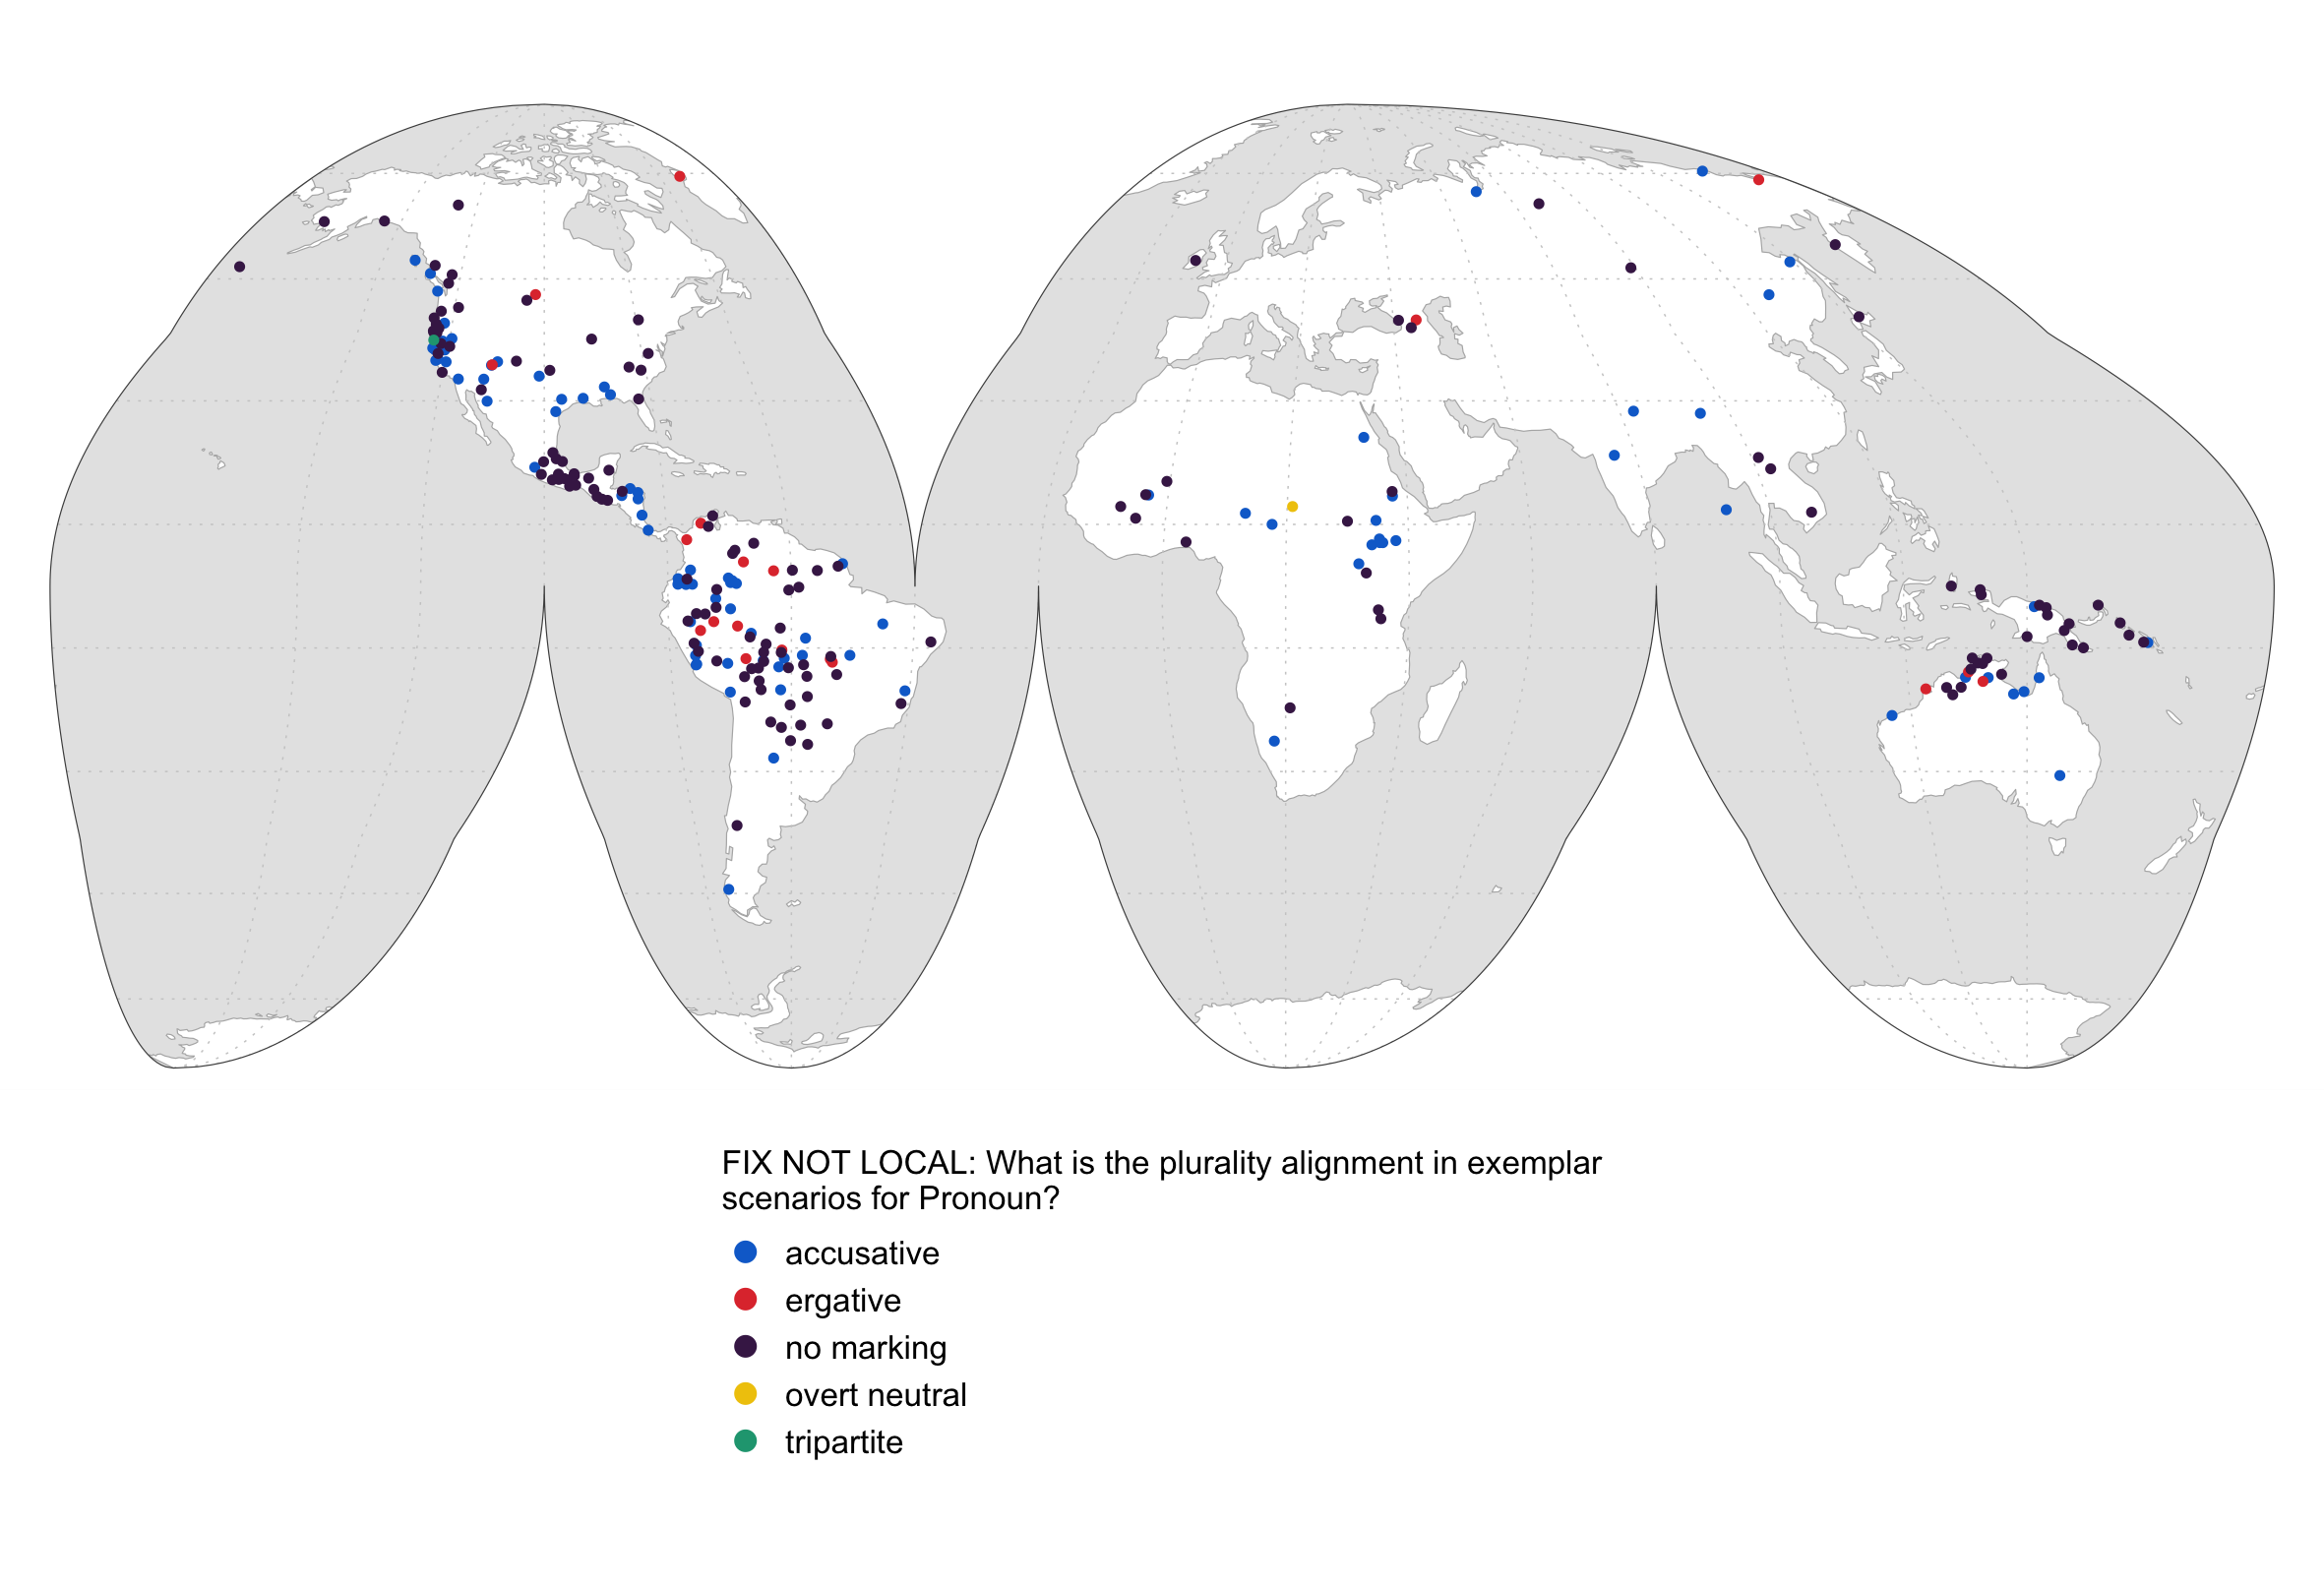 FIX NOT LOCAL: What is the plurality alignment in exemplar
scenarios for Pronoun?
accusative
ergative
no marking
overt neutral
tripartite